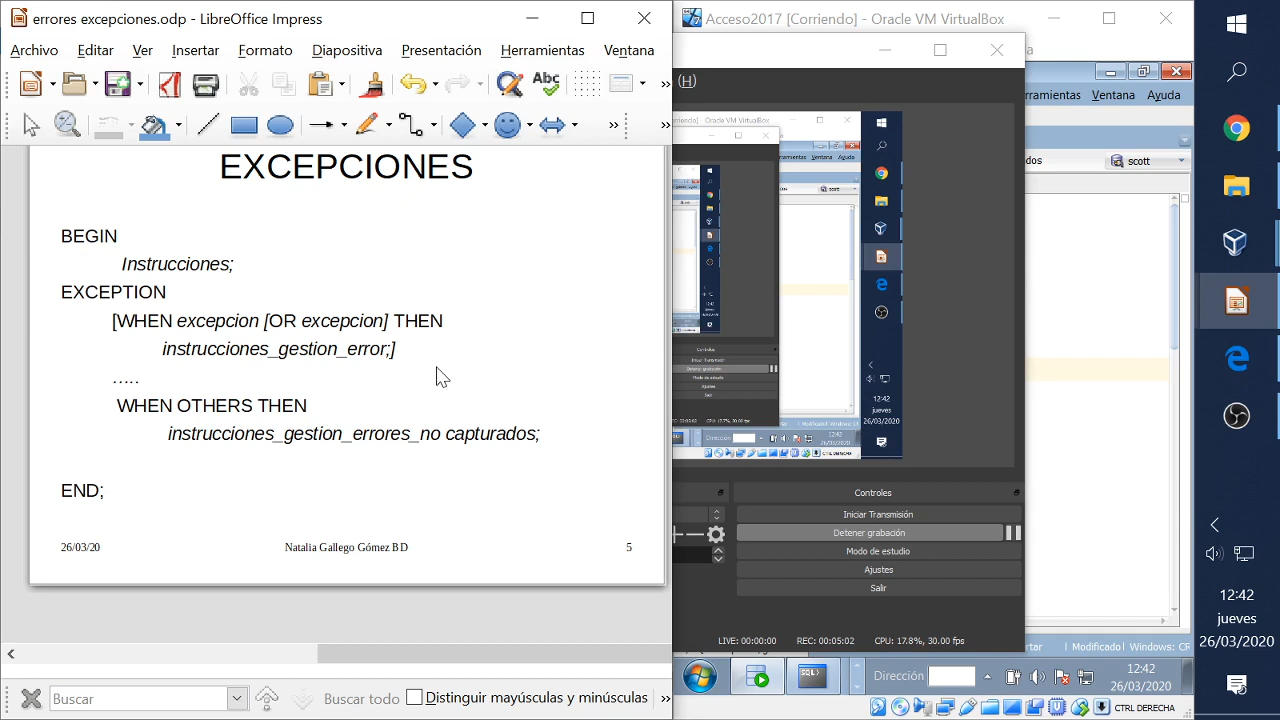 errores excepciones.odp - LibreOffice Impress
Archivo Editar Ver Insertar Formato Diapositiva Presentación Herramientas Ventana
Abc
EXCEPCIONES
BEGIN
Instrucciones;
EXCEPTION
[WHEN excepcion [OR excepcion] THEN
instrucciones_gestion_error;]
.....
WHEN OTHERS THEN
instrucciones_gestion_errores_no capturados;
END;
26/03/20 Natalia Gallego Gómez BD 5
Buscar Buscar todo Distinguir mayúsculas y minúsculas
Acceso2017 [Corriendo] - Oracle VM VirtualBox
(H)
rramientas Ventana Ayuda
scott
Controles
Iniciar Transmisión
Detener grabación
Modo de estudio
Ajustes
Salir
LIVE: 00:00:00 REC: 00:05:02 CPU: 17.8%, 30.00 fps
Modificado Windows: CR
Dirección
12:42
26/03/2020
CTRL DERECHA
12:42
jueves
26/03/2020